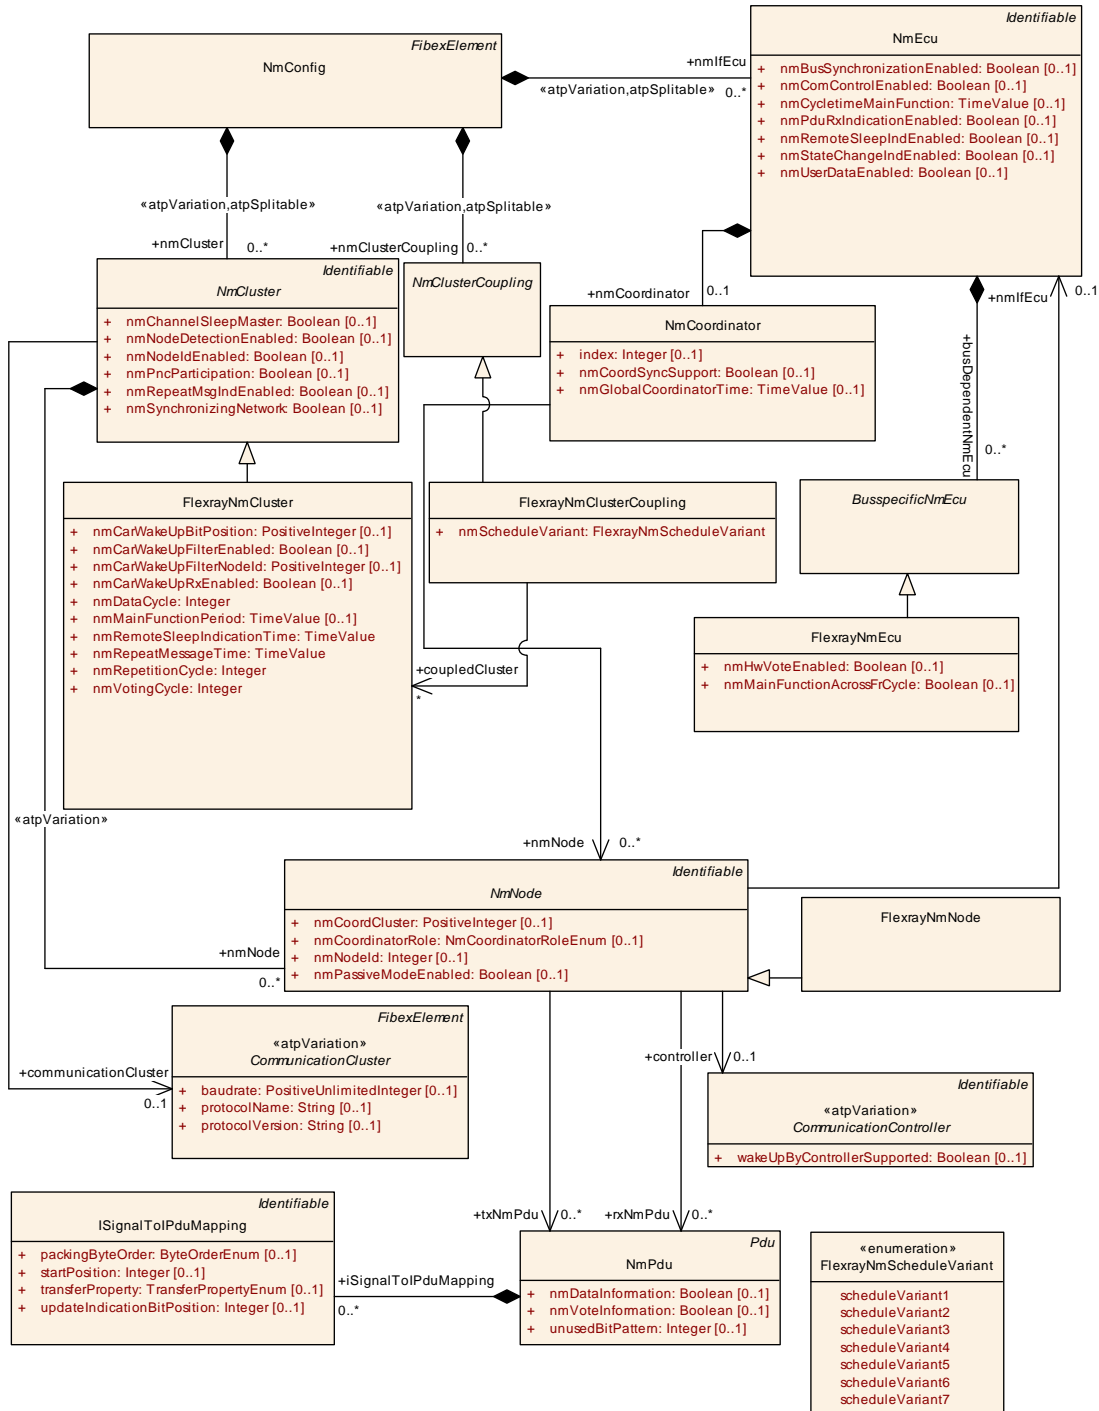 FibexElement
NmConfig
Identifiable
NmEcu
+ nmBusSynchronizationEnabled: Boolean [0..1]
+ nmComControlEnabled: Boolean [0..1]
+ nmCycletimeMainFunction: TimeValue [0..1]
+ nmPduRxIndicationEnabled: Boolean [0..1]
+ nmRemoteSleepIndEnabled: Boolean [0..1]
+ nmStateChangeIndEnabled: Boolean [0..1]
+ nmUserDataEnabled: Boolean [0..1]
+nmIfEcu
«atpVariation,atpSplitable» 0..*
«atpVariation,atpSplitable»
«atpVariation,atpSplitable»
+nmCluster 0..*
+nmClusterCoupling 0..*
Identifiable
NmCluster
+ nmChannelSleepMaster: Boolean [0..1]
+ nmNodeDetectionEnabled: Boolean [0..1]
+ nmNodeIdEnabled: Boolean [0..1]
+ nmPncParticipation: Boolean [0..1]
+ nmRepeatMsgIndEnabled: Boolean [0..1]
+ nmSynchronizingNetwork: Boolean [0..1]
NmClusterCoupling
+nmCoordinator 0..1
NmCoordinator
+ index: Integer [0..1]
+ nmCoordSyncSupport: Boolean [0..1]
+ nmGlobalCoordinatorTime: TimeValue [0..1]
+nmIfEcu 0..1
+busDependentNmEcu
0..*
FlexrayNmCluster
+ nmCarWakeUpBitPosition: PositiveInteger [0..1]
+ nmCarWakeUpFilterEnabled: Boolean [0..1]
+ nmCarWakeUpFilterNodeId: PositiveInteger [0..1]
+ nmCarWakeUpRxEnabled: Boolean [0..1]
+ nmDataCycle: Integer
+ nmMainFunctionPeriod: TimeValue [0..1]
+ nmRemoteSleepIndicationTime: TimeValue
+ nmRepeatMessageTime: TimeValue
+ nmRepetitionCycle: Integer
+ nmVotingCycle: Integer
FlexrayNmClusterCoupling
+ nmScheduleVariant: FlexrayNmScheduleVariant
BusspecificNmEcu
FlexrayNmEcu
+ nmHwVoteEnabled: Boolean [0..1]
+ nmMainFunctionAcrossFrCycle: Boolean [0..1]
+coupledCluster
*
«atpVariation»
+nmNode 0..*
Identifiable
NmNode
+ nmCoordCluster: PositiveInteger [0..1]
+ nmCoordinatorRole: NmCoordinatorRoleEnum [0..1]
+ nmNodeId: Integer [0..1]
+ nmPassiveModeEnabled: Boolean [0..1]
FlexrayNmNode
+nmNode
0..*
FibexElement
«atpVariation»
CommunicationCluster
+ baudrate: PositiveUnlimitedInteger [0..1]
+ protocolName: String [0..1]
+ protocolVersion: String [0..1]
+communicationCluster
0..1
+controller 0..1
Identifiable
«atpVariation»
CommunicationController
+ wakeUpByControllerSupported: Boolean [0..1]
Identifiable
ISignalToIPduMapping
+ packingByteOrder: ByteOrderEnum [0..1]
+ startPosition: Integer [0..1]
+ transferProperty: TransferPropertyEnum [0..1]
+ updateIndicationBitPosition: Integer [0..1]
+iSignalToIPduMapping
0..*
+txNmPdu 0..*
+rxNmPdu 0..*
Pdu
NmPdu
+ nmDataInformation: Boolean [0..1]
+ nmVoteInformation: Boolean [0..1]
+ unusedBitPattern: Integer [0..1]
«enumeration»
FlexrayNmScheduleVariant
scheduleVariant1
scheduleVariant2
scheduleVariant3
scheduleVariant4
scheduleVariant5
scheduleVariant6
scheduleVariant7